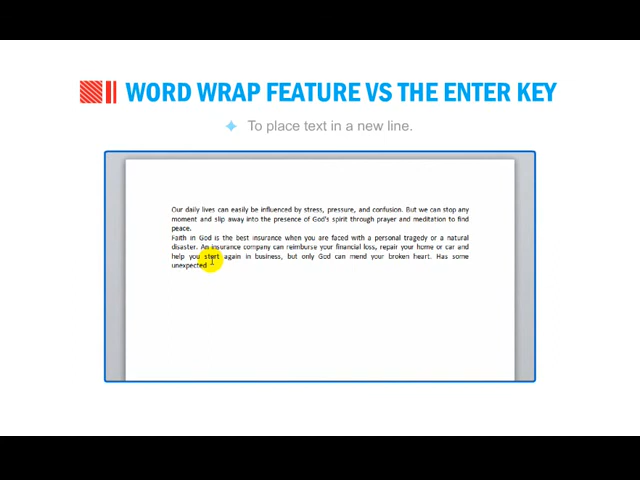 WORD WRAP FEATURE VS THE ENTER KEY
To place text in a new line.
Our daily lives can easily be influenced by stress, pressure, and confusion. But we can stop any
moment and slip away into the presence of God's spirit through prayer and meditation to find
peace.
Faith in God is the best insurance when you are faced with a personal tragedy or a natural
disaster. An insurance company can reimburse your financial loss, repair your home or car and
help you start again in business, but only God can mend your broken heart. Has some
unexpected